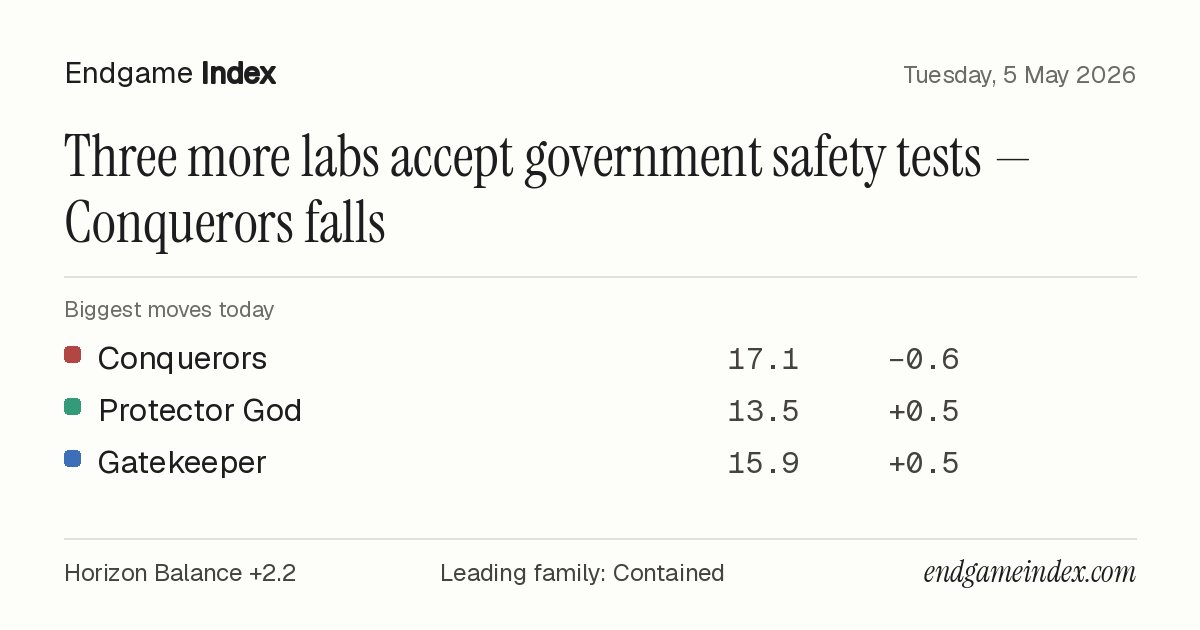 Endgame Index
Tuesday, 5 May 2026
Three more labs accept government safety tests —
Conquerors falls
Biggest moves today
Conquerors 17.1 −0.6
Protector God 13.5 +0.5
Gatekeeper 15.9 +0.5
Horizon Balance +2.2
Leading family: Contained
endgameindex.com